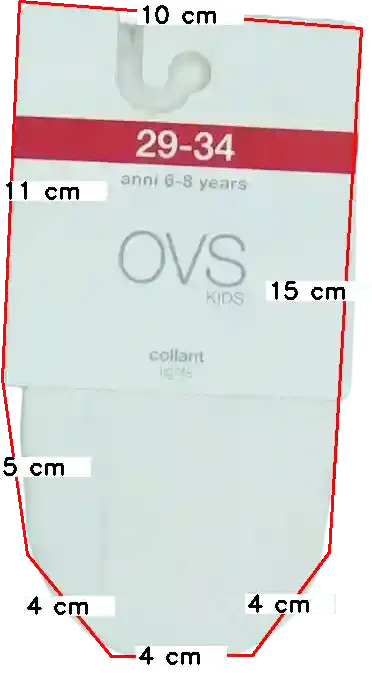 10 cm
29-34
anni 6-8 years
11 cm
OVS
KIDS
15 cm
collant
5 cm
4 cm
4 cm
4 cm